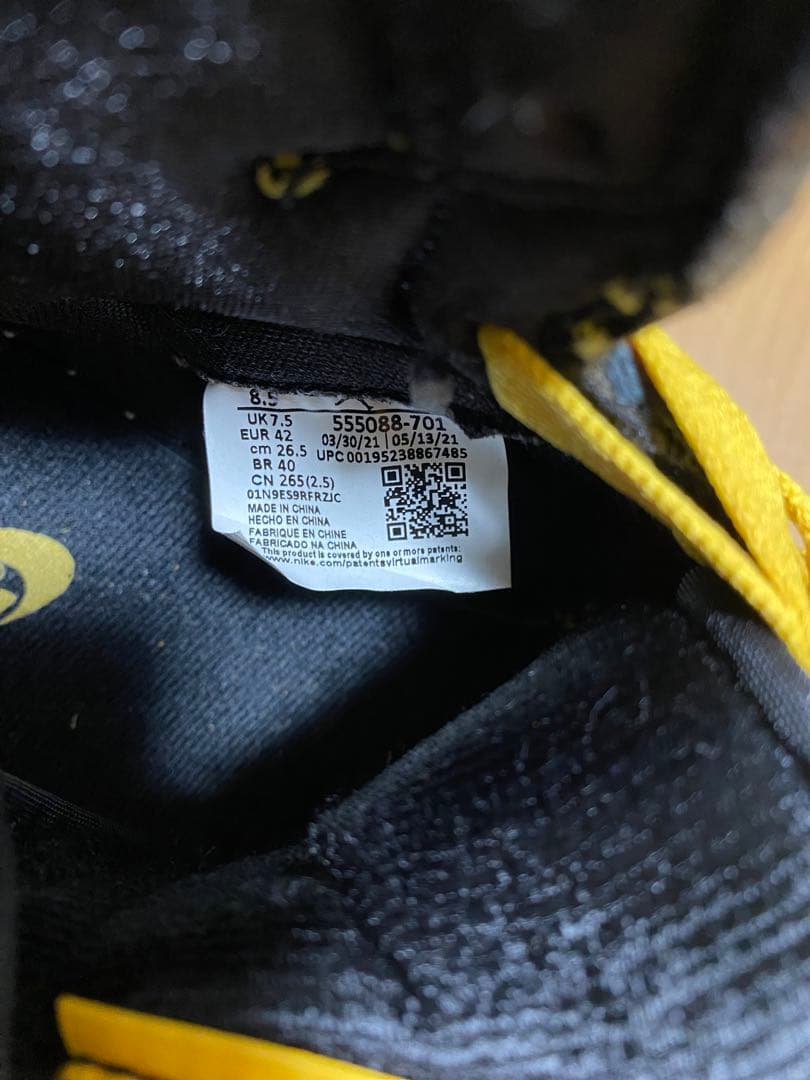 8.5
UK 7.5 555088-701
EUR 42 03/30/21 | 05/13/21
cm 26.5 UPC 00195238867485
BR 40
CN 265(2.5)
01N9ES9RFRZJC
MADE IN CHINA
HECHO EN CHINA
FABRIQUE EN CHINE
FABRICADO NA CHINA
This product is covered by one or more patents:
www.nike.com/patentsvirtualmarking